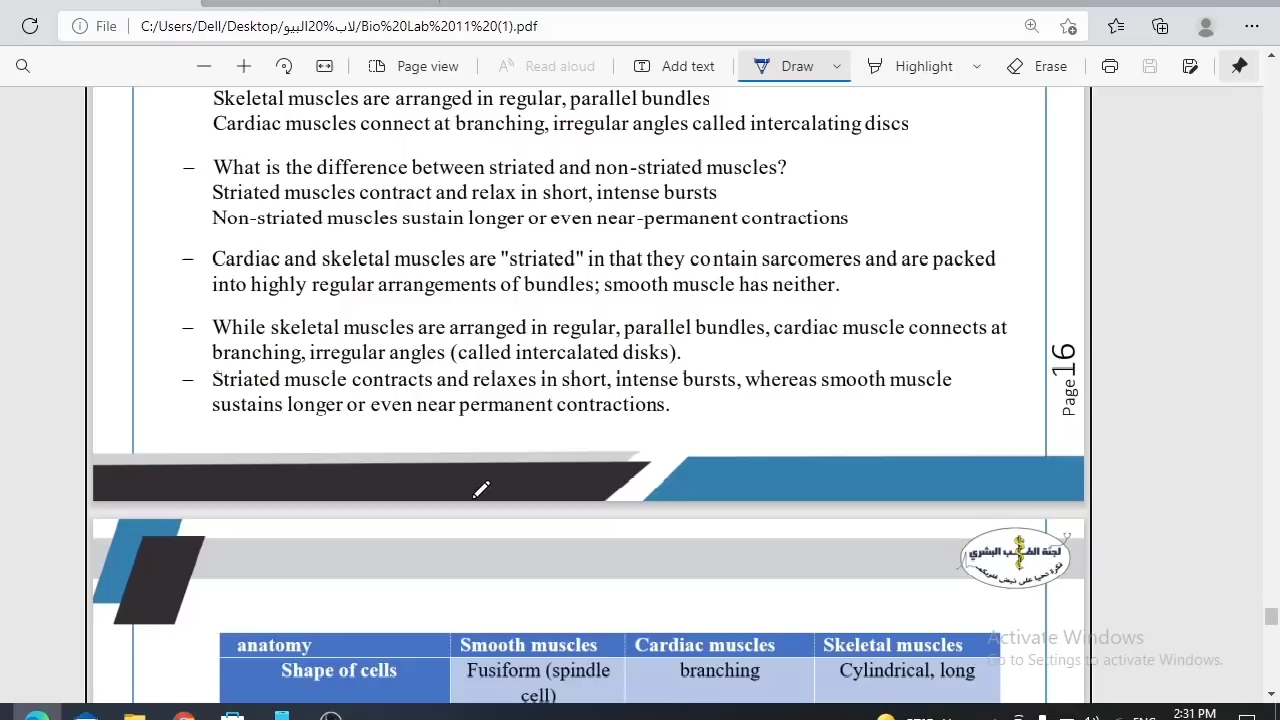 File C:/Users/Dell/Desktop/لاب%20البيو/Bio%20Lab%2011%20(1).pdf
Page view Read aloud Add text Draw Highlight Erase
Skeletal muscles are arranged in regular, parallel bundles
Cardiac muscles connect at branching, irregular angles called intercalating discs
– What is the difference between striated and non-striated muscles?
Striated muscles contract and relax in short, intense bursts
Non-striated muscles sustain longer or even near-permanent contractions
– Cardiac and skeletal muscles are "striated" in that they contain sarcomeres and are packed
into highly regular arrangements of bundles; smooth muscle has neither.
– While skeletal muscles are arranged in regular, parallel bundles, cardiac muscle connects at
branching, irregular angles (called intercalated disks).
– Striated muscle contracts and relaxes in short, intense bursts, whereas smooth muscle
sustains longer or even near permanent contractions.
Page 16
لجنة الطب البشري
فكرة تحيا على نبض قلوبكم
anatomy Smooth muscles Cardiac muscles Skeletal muscles
Shape of cells Fusiform (spindle branching Cylindrical, long
cell)
Activate Windows
Go to Settings to activate Windows.
2:31 PM